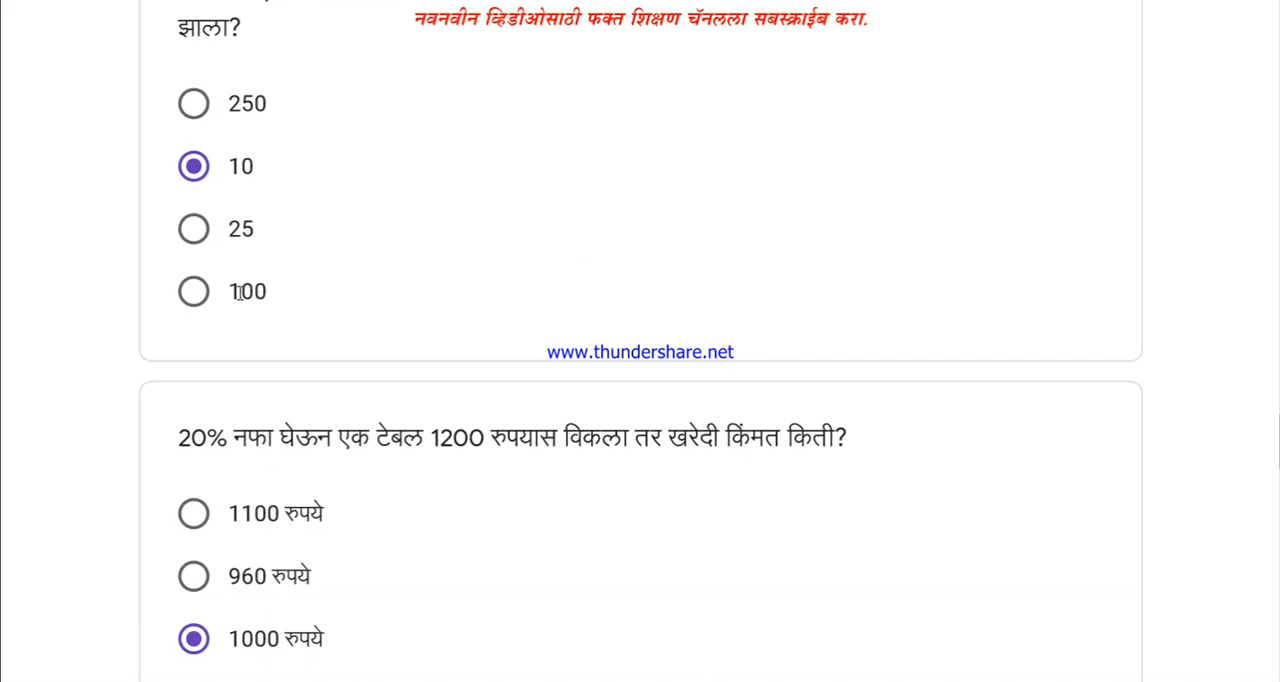 नवनवीन व्हिडीओसाठी फक्त शिक्षण चॅनलला सबस्क्राईब करा.
झाला?
250
10
25
100
www.thundershare.net
20% नफा घेऊन एक टेबल 1200 रुपयास विकला तर खरेदी किंमत किती?
1100 रुपये
960 रुपये
1000 रुपये